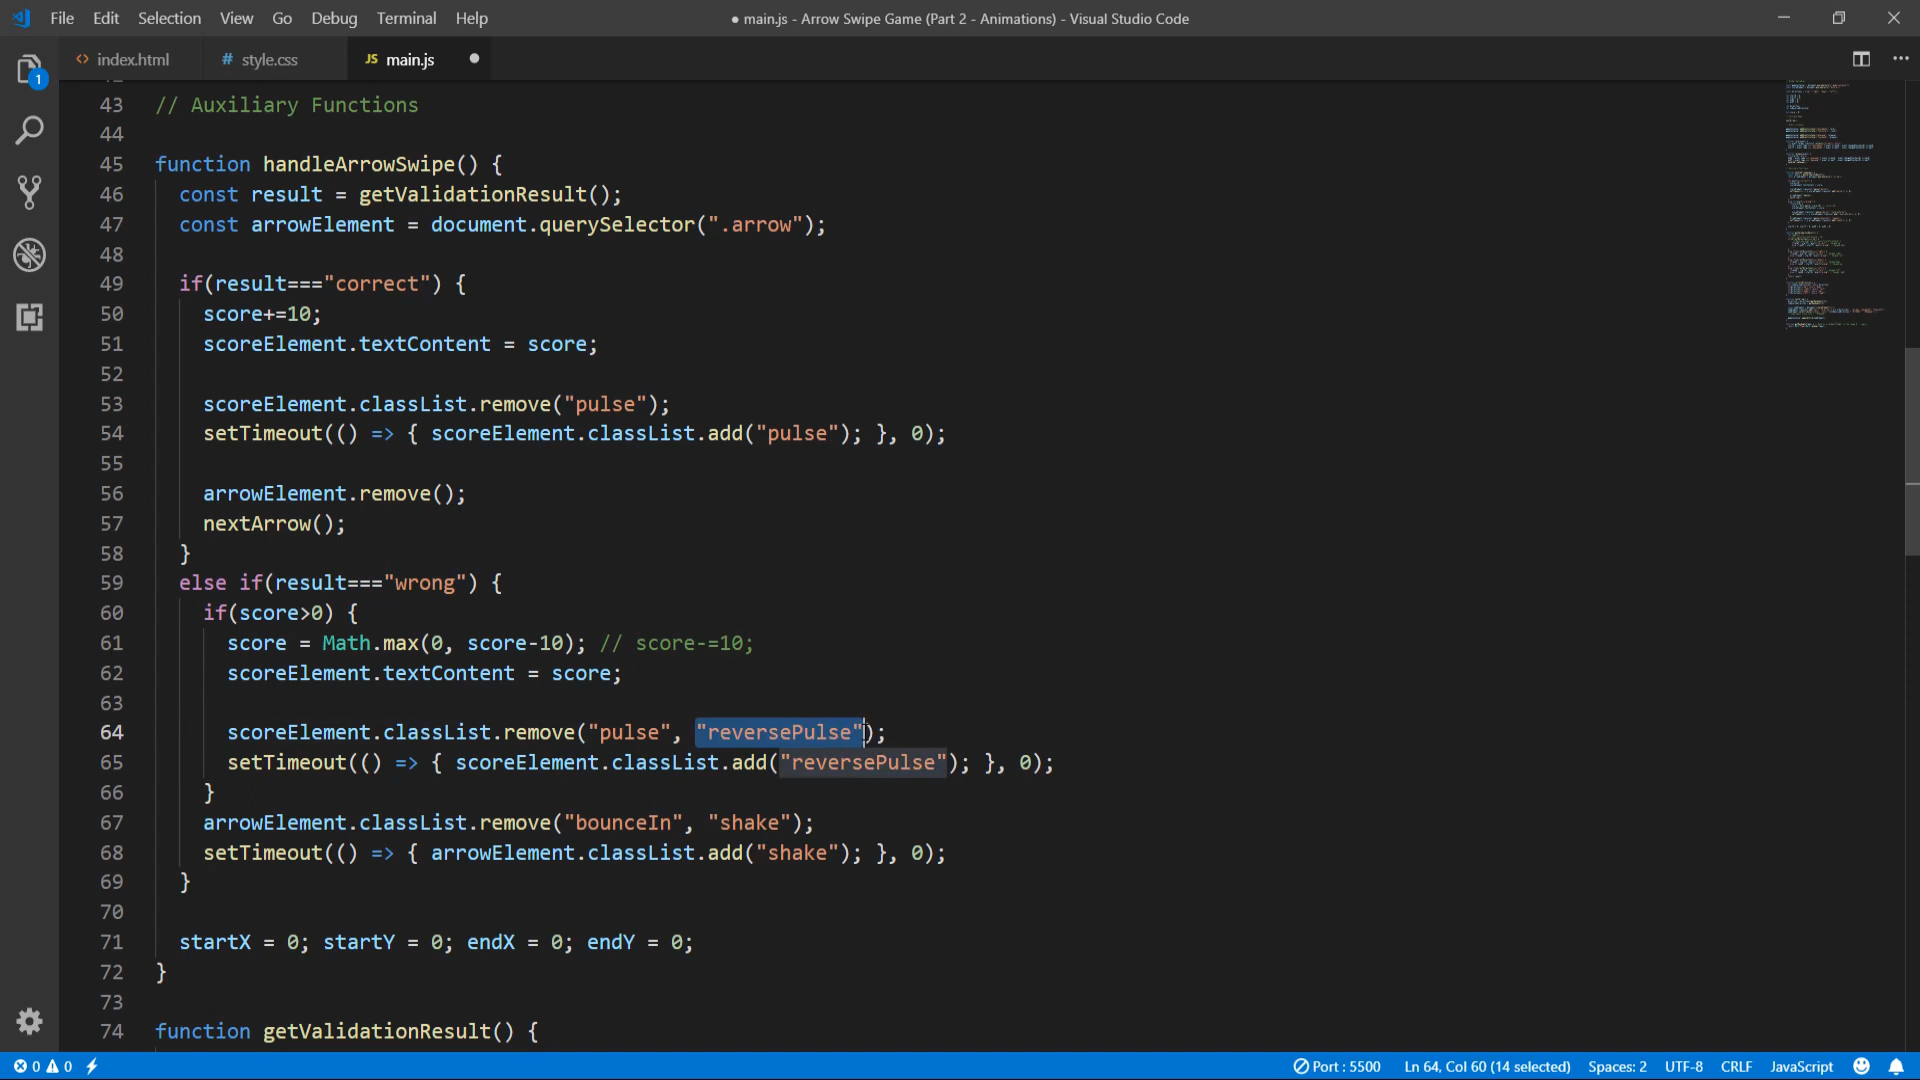 File Edit Selection View Go Debug Terminal Help
● main.js - Arrow Swipe Game (Part 2 - Animations) - Visual Studio Code
index.html
# style.css
JS main.js
1
43 // Auxiliary Functions
44
45 function handleArrowSwipe() {
46 const result = getValidationResult();
47 const arrowElement = document.querySelector(".arrow");
48
49 if(result==="correct") {
50 score+=10;
51 scoreElement.textContent = score;
52
53 scoreElement.classList.remove("pulse");
54 setTimeout(() => { scoreElement.classList.add("pulse"); }, 0);
55
56 arrowElement.remove();
57 nextArrow();
58 }
59 else if(result==="wrong") {
60 if(score>0) {
61 score = Math.max(0, score-10); // score-=10;
62 scoreElement.textContent = score;
63
64 scoreElement.classList.remove("pulse", "reversePulse");
65 setTimeout(() => { scoreElement.classList.add("reversePulse"); }, 0);
66 }
67 arrowElement.classList.remove("bounceIn", "shake");
68 setTimeout(() => { arrowElement.classList.add("shake"); }, 0);
69 }
70
71 startX = 0; startY = 0; endX = 0; endY = 0;
72 }
73
74 function getValidationResult() {
0 0 Port : 5500 Ln 64, Col 60 (14 selected) Spaces: 2 UTF-8 CRLF JavaScript